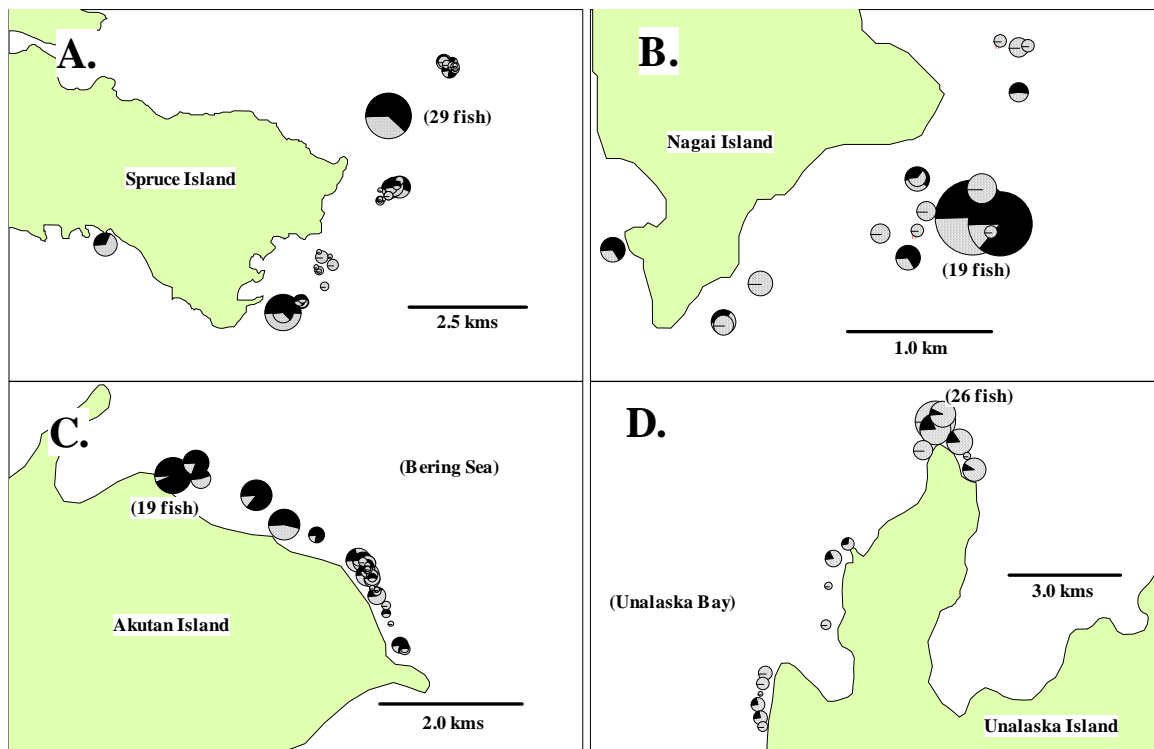 A.
(29 fish)
Spruce Island
2.5 kms
B.
Nagai Island
(19 fish)
1.0 km
C.
(Bering Sea)
(19 fish)
Akutan Island
2.0 kms
(26 fish)
D.
3.0 kms
(Unalaska Bay)
Unalaska Island